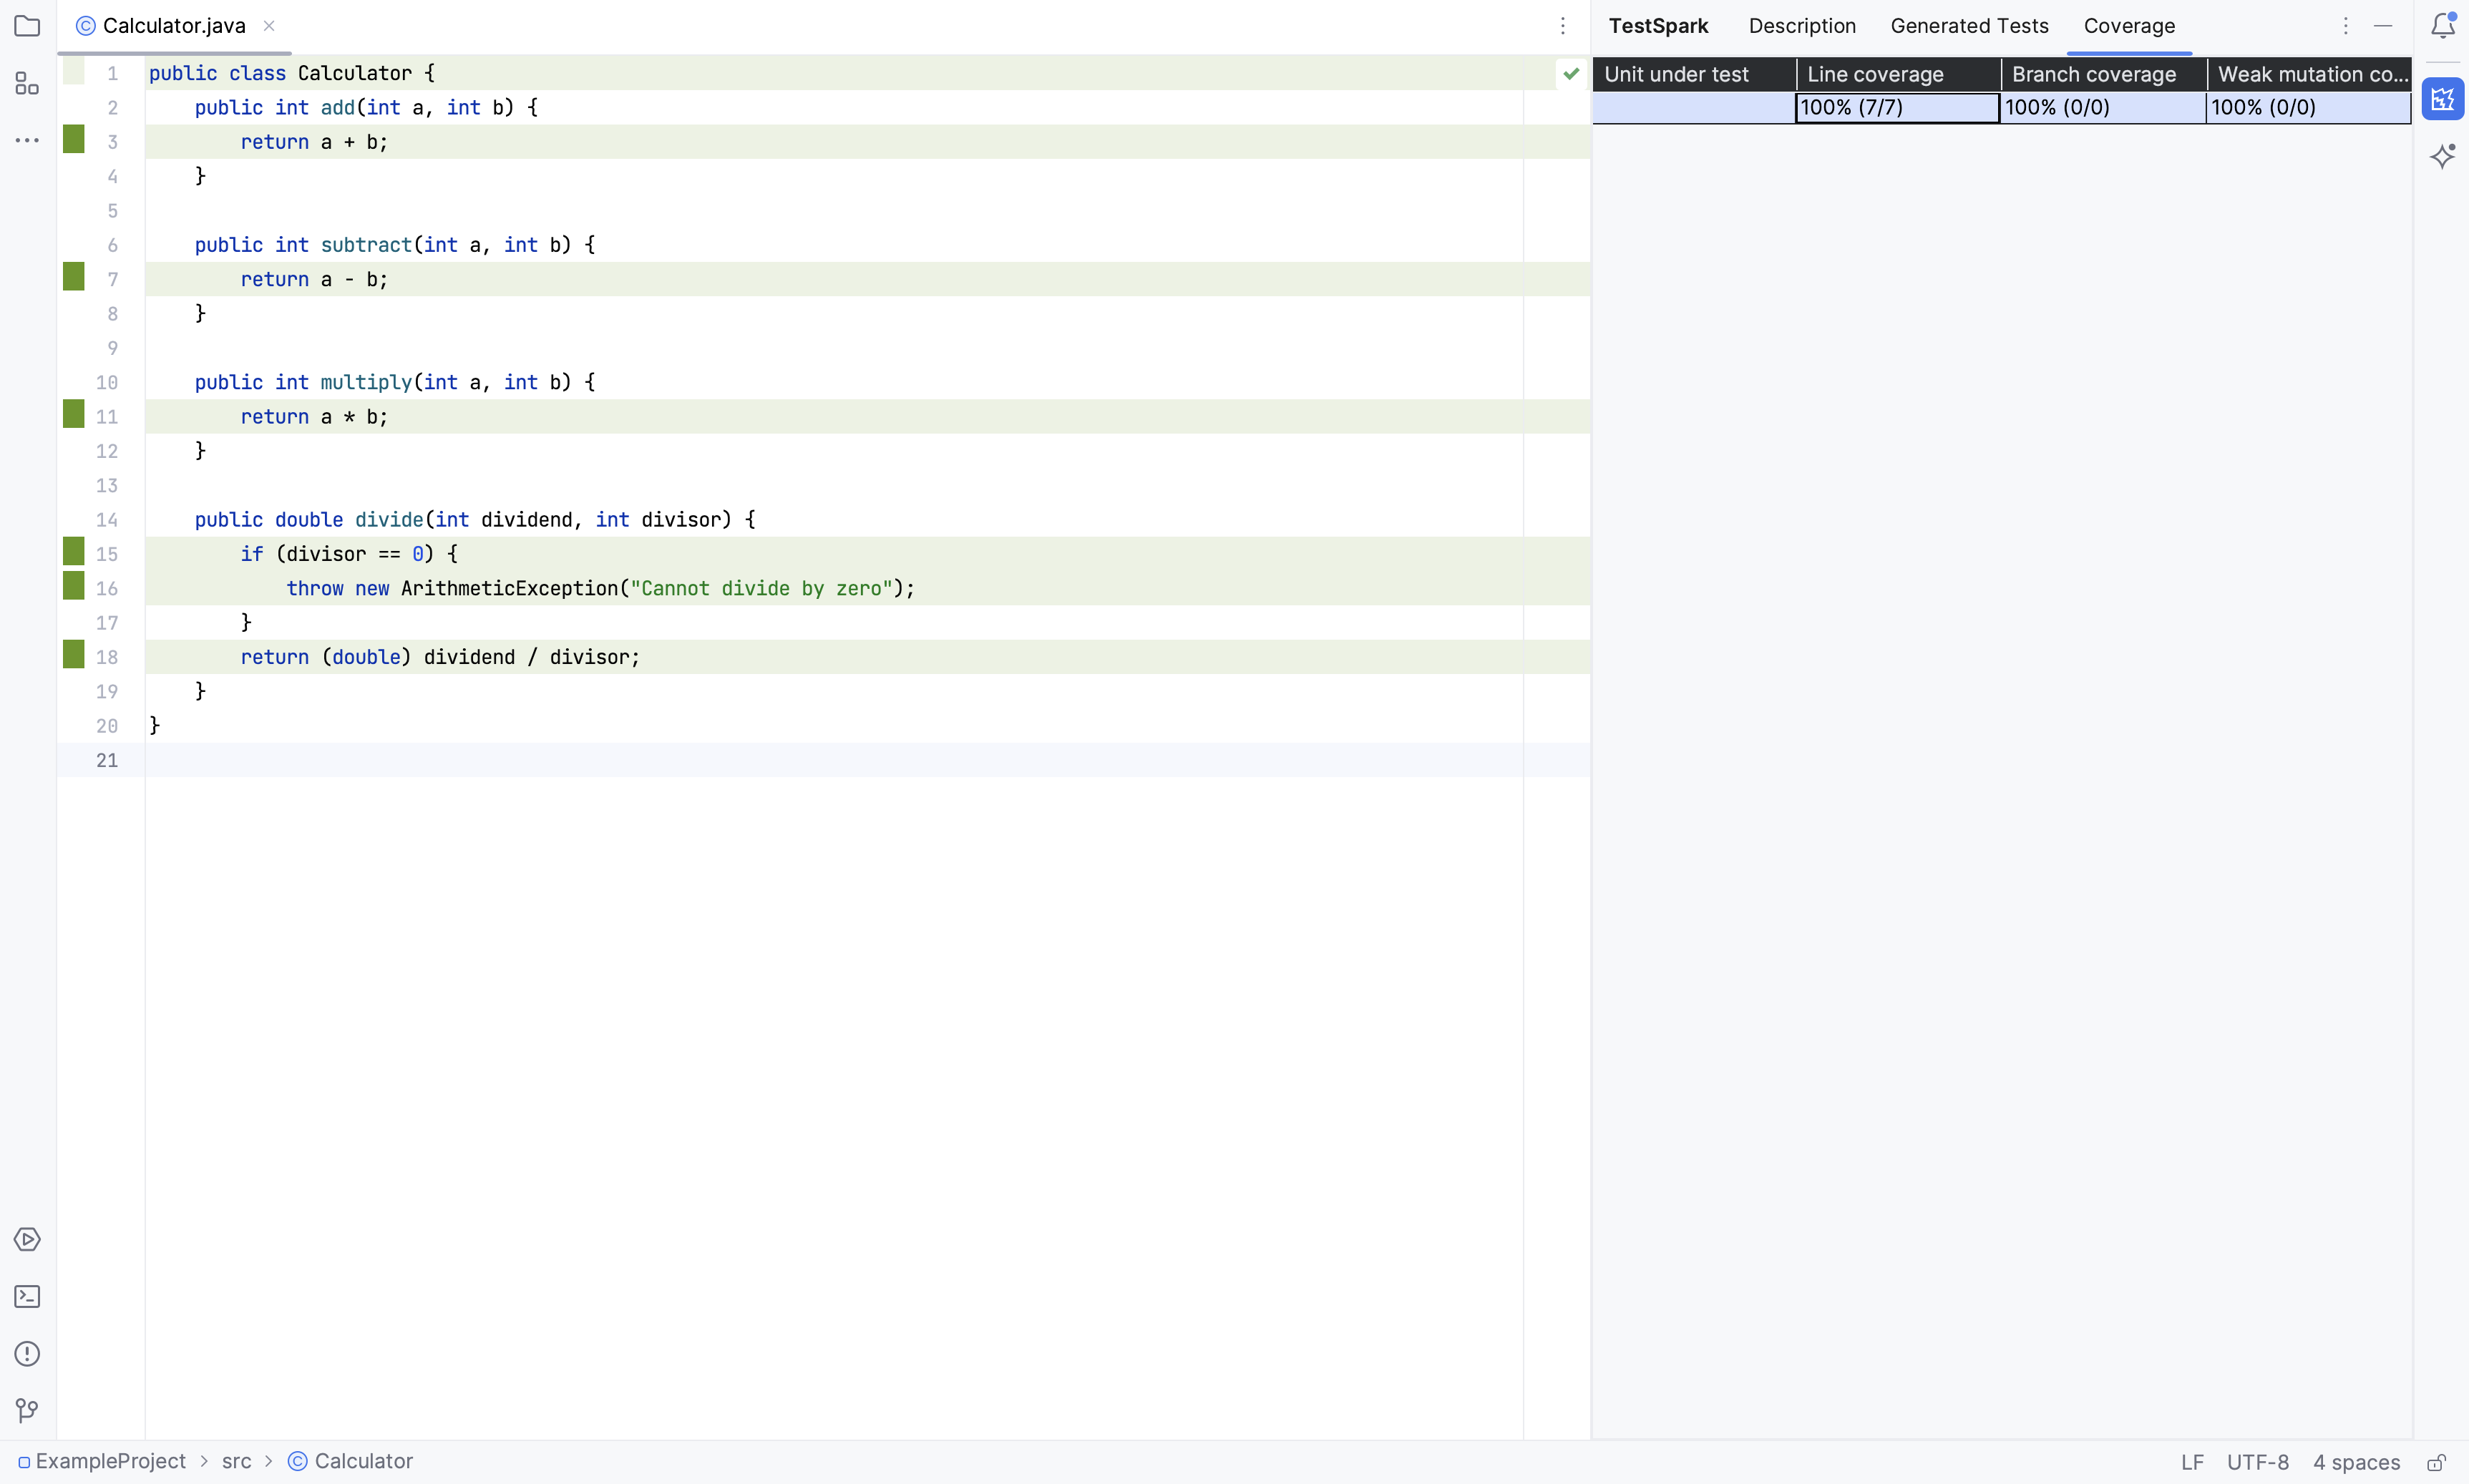 Calculator.java
1 public class Calculator {
2     public int add(int a, int b) {
3         return a + b;
4     }
5
6     public int subtract(int a, int b) {
7         return a - b;
8     }
9
10     public int multiply(int a, int b) {
11         return a * b;
12     }
13
14     public double divide(int dividend, int divisor) {
15         if (divisor == 0) {
16             throw new ArithmeticException("Cannot divide by zero");
17         }
18         return (double) dividend / divisor;
19     }
20 }
21
TestSpark Description Generated Tests Coverage
Unit under test Line coverage Branch coverage Weak mutation co...
100% (7/7) 100% (0/0) 100% (0/0)
ExampleProject > src > Calculator
LF UTF-8 4 spaces